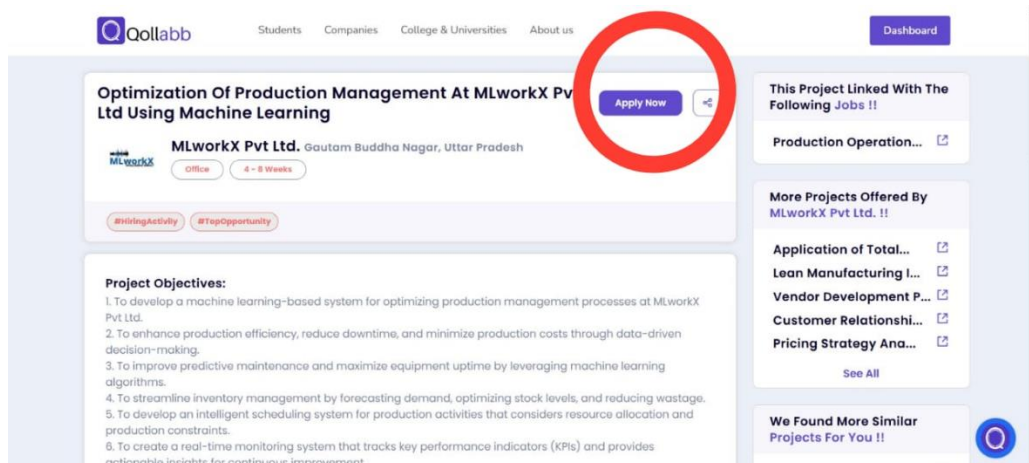 Qollabb
Students Companies College & Universities About us Dashboard
Optimization Of Production Management At MLworkX Pv
Ltd Using Machine Learning
Apply Now
MLworkX
MLworkX Pvt Ltd. Gautam Buddha Nagar, Uttar Pradesh
Office 4 - 8 Weeks
#HiringActivity #TopOpportunity
Project Objectives:
1. To develop a machine learning-based system for optimizing production management processes at MLworkX
Pvt Ltd.
2. To enhance production efficiency, reduce downtime, and minimize production costs through data-driven
decision-making.
3. To improve predictive maintenance and maximize equipment uptime by leveraging machine learning
algorithms.
4. To streamline inventory management by forecasting demand, optimizing stock levels, and reducing wastage.
5. To develop an intelligent scheduling system for production activities that considers resource allocation and
production constraints.
6. To create a real-time monitoring system that tracks key performance indicators (KPIs) and provides
actionable insights for continuous improvement.
This Project Linked With The
Following Jobs !!
Production Operation...
More Projects Offered By
MLworkX Pvt Ltd. !!
Application of Total...
Lean Manufacturing I...
Vendor Development P...
Customer Relationshi...
Pricing Strategy Ana...
See All
We Found More Similar
Projects For You !!